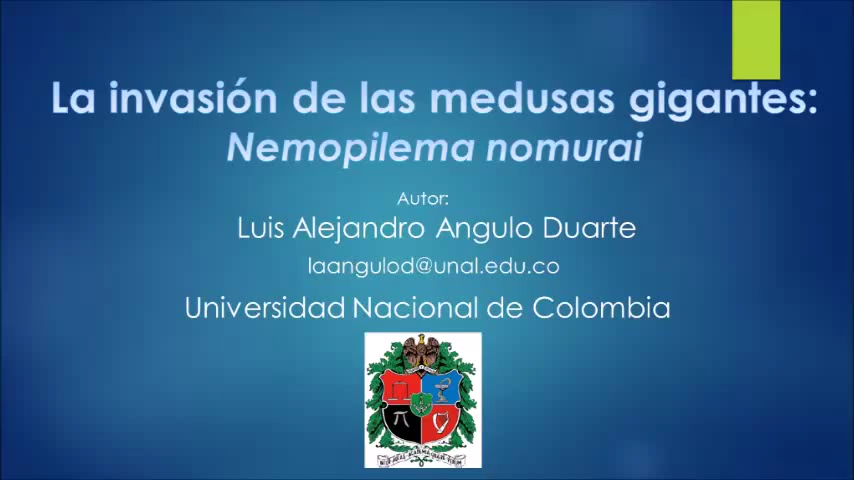 La invasión de las medusas gigantes:
Nemopilema nomurai
Autor:
Luis Alejandro Angulo Duarte
laangulod@unal.edu.co
Universidad Nacional de Colombia